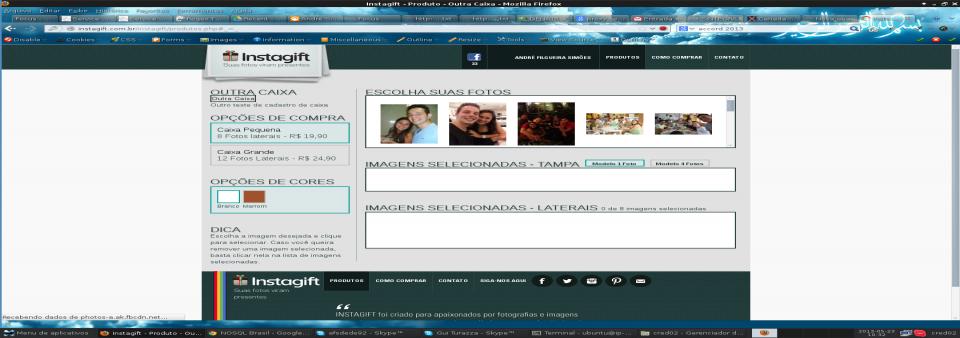 Instagift - Produto - Outra Caixa - Mozilla Firefox
Arquivo Editar Exibir Histórico Favoritos Ferramentas Ajuda
instagift.com.br/instagift/produtos.php#
accord 2013
Disable Cookies CSS Forms Images Information Miscellaneous Outline Resize Tools View Source
Instagift
Suas fotos viram presentes
33
ANDRÉ FILGUEIRA SIMÕES PRODUTOS COMO COMPRAR CONTATO
OUTRA CAIXA
Outra Caixa
Outro teste de cadastro de caixa
OPÇÕES DE COMPRA
Caixa Pequena
8 Fotos laterais - R$ 19,90
Caixa Grande
12 Fotos Laterais - R$ 24,90
OPÇÕES DE CORES
Branco Marrom
DICA
Escolha a imagem desejada e clique
para selecionar. Caso você queira
remover uma imagem selecionada,
basta clicar nela na lista de imagens
selecionadas.
ESCOLHA SUAS FOTOS
IMAGENS SELECIONADAS - TAMPA Modelo 1 Foto Modelo 4 Fotos
IMAGENS SELECIONADAS - LATERAIS 0 de 8 imagens selecionadas
Instagift
Suas fotos viram
presentes
PRODUTOS COMO COMPRAR CONTATO SIGA-NOS AQUI
“
INSTAGIFT foi criado para apaixonados por fotografias e imagens
Recebendo dados de photos-a.ak.fbcdn.net...
Menu de aplicativos Instagift - Produto - Ou... NOSQL Brasil - Google... afsdede92 - Skype™ Gui Turazza - Skype™ Terminal - ubuntu@ip-... cred02 - Gerenciador d... cred02